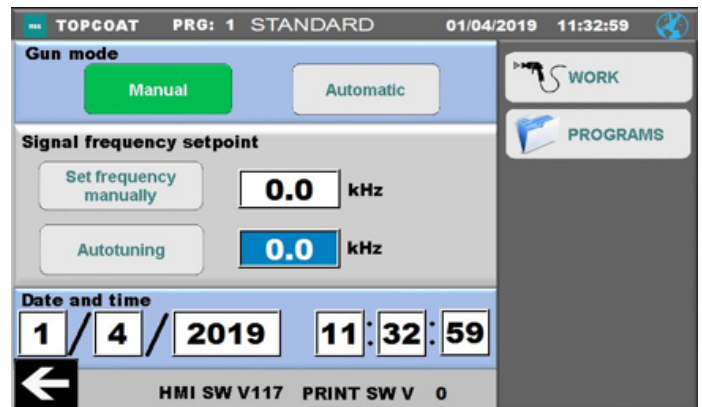 ms TOPCOAT PRG: 1 STANDARD 01/04/2019 11:32:59
Gun mode
Manual Automatic
WORK
PROGRAMS
Signal frequency setpoint
Set frequency
manually
0.0 kHz
Autotuning 0.0 kHz
Date and time
1 / 4 / 2019 11 : 32 : 59
HMI SW V117 PRINT SW V 0